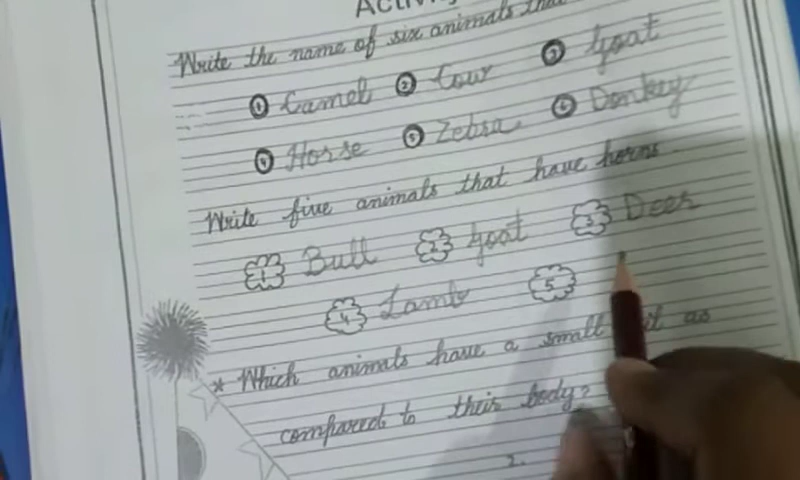 Activity
Write the name of six animals that
1 Camel 2 Cow 3 Goat
4 Horse 5 Zebra 6 Donkey
Write five animals that have horns
1 Bull 2 Goat 3 Deer
4 Lamb 5
* Which animals have a small as
compared to their body?